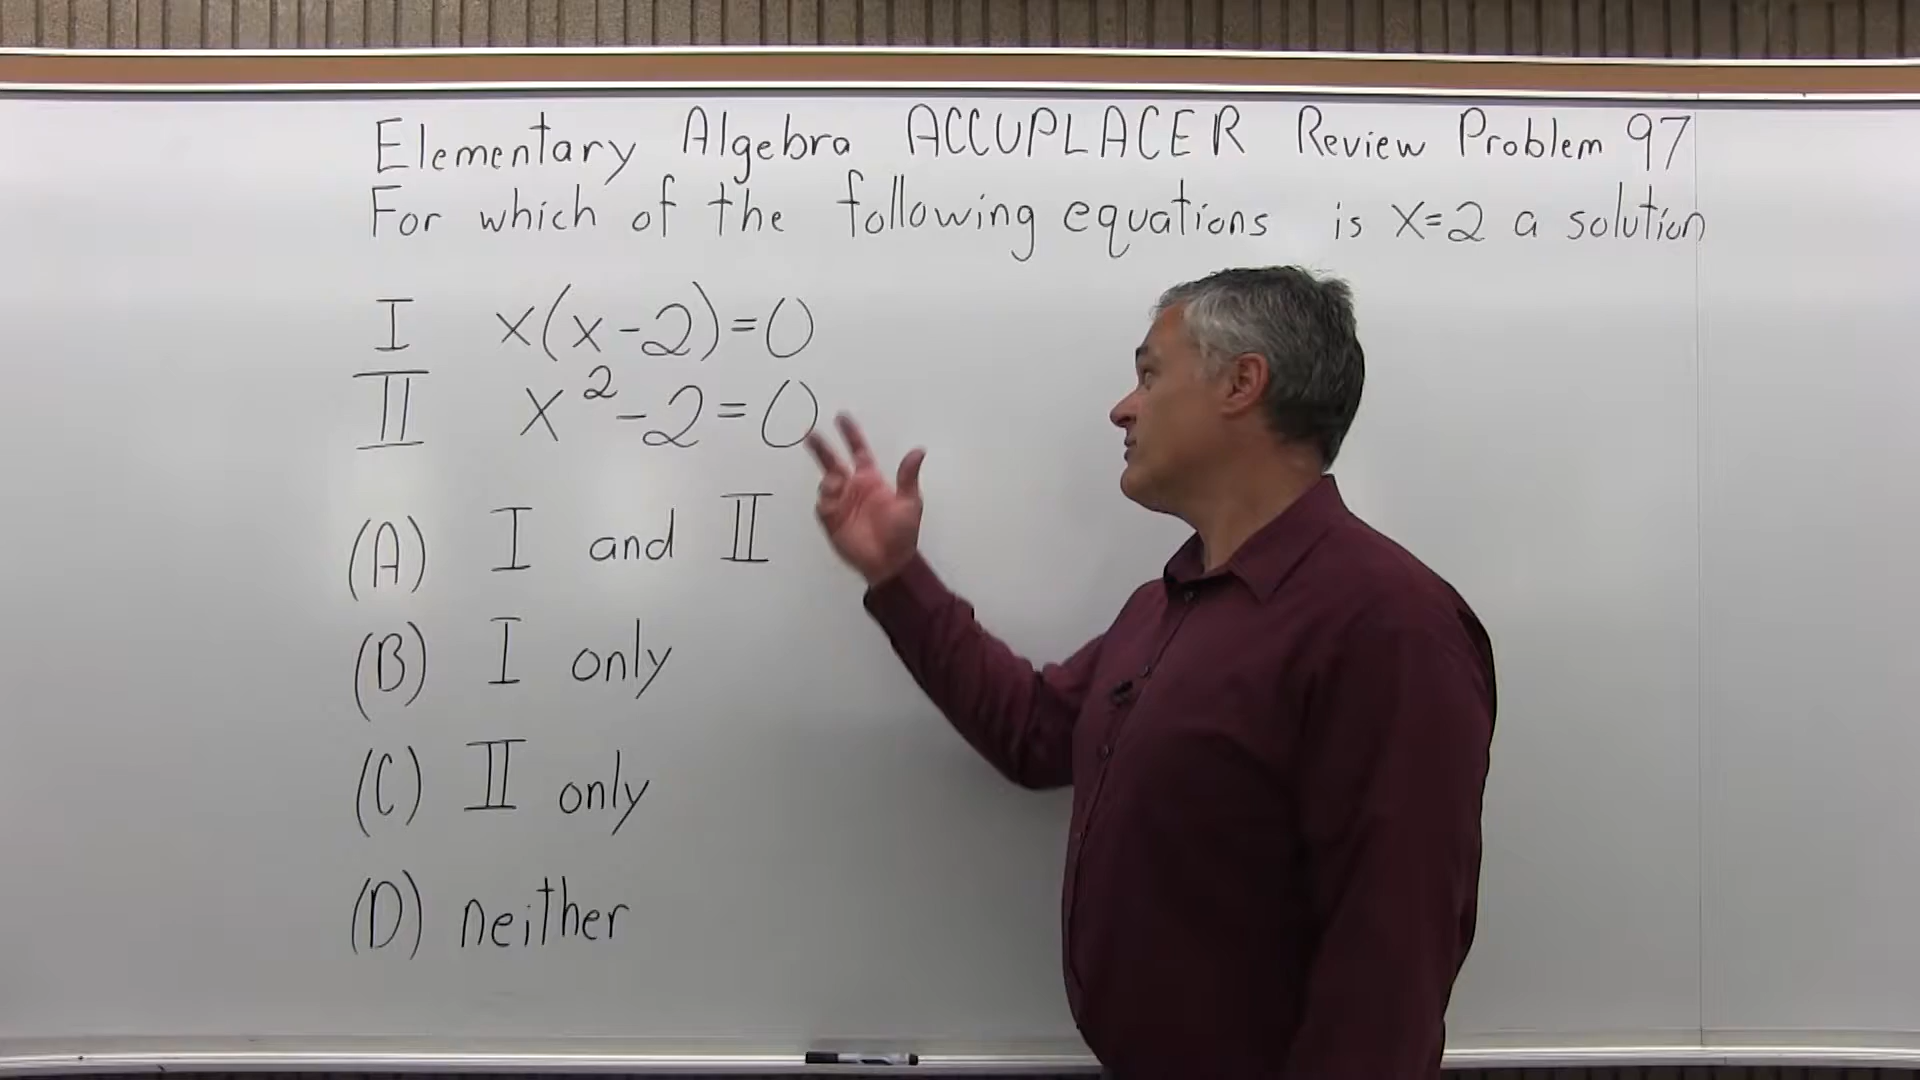 Elementary Algebra ACCUPLACER Review Problem 97
For which of the following equations is x=2 a solution
I x(x-2)=0
II x²-2=0
(A) I and II
(B) I only
(C) II only
(D) neither